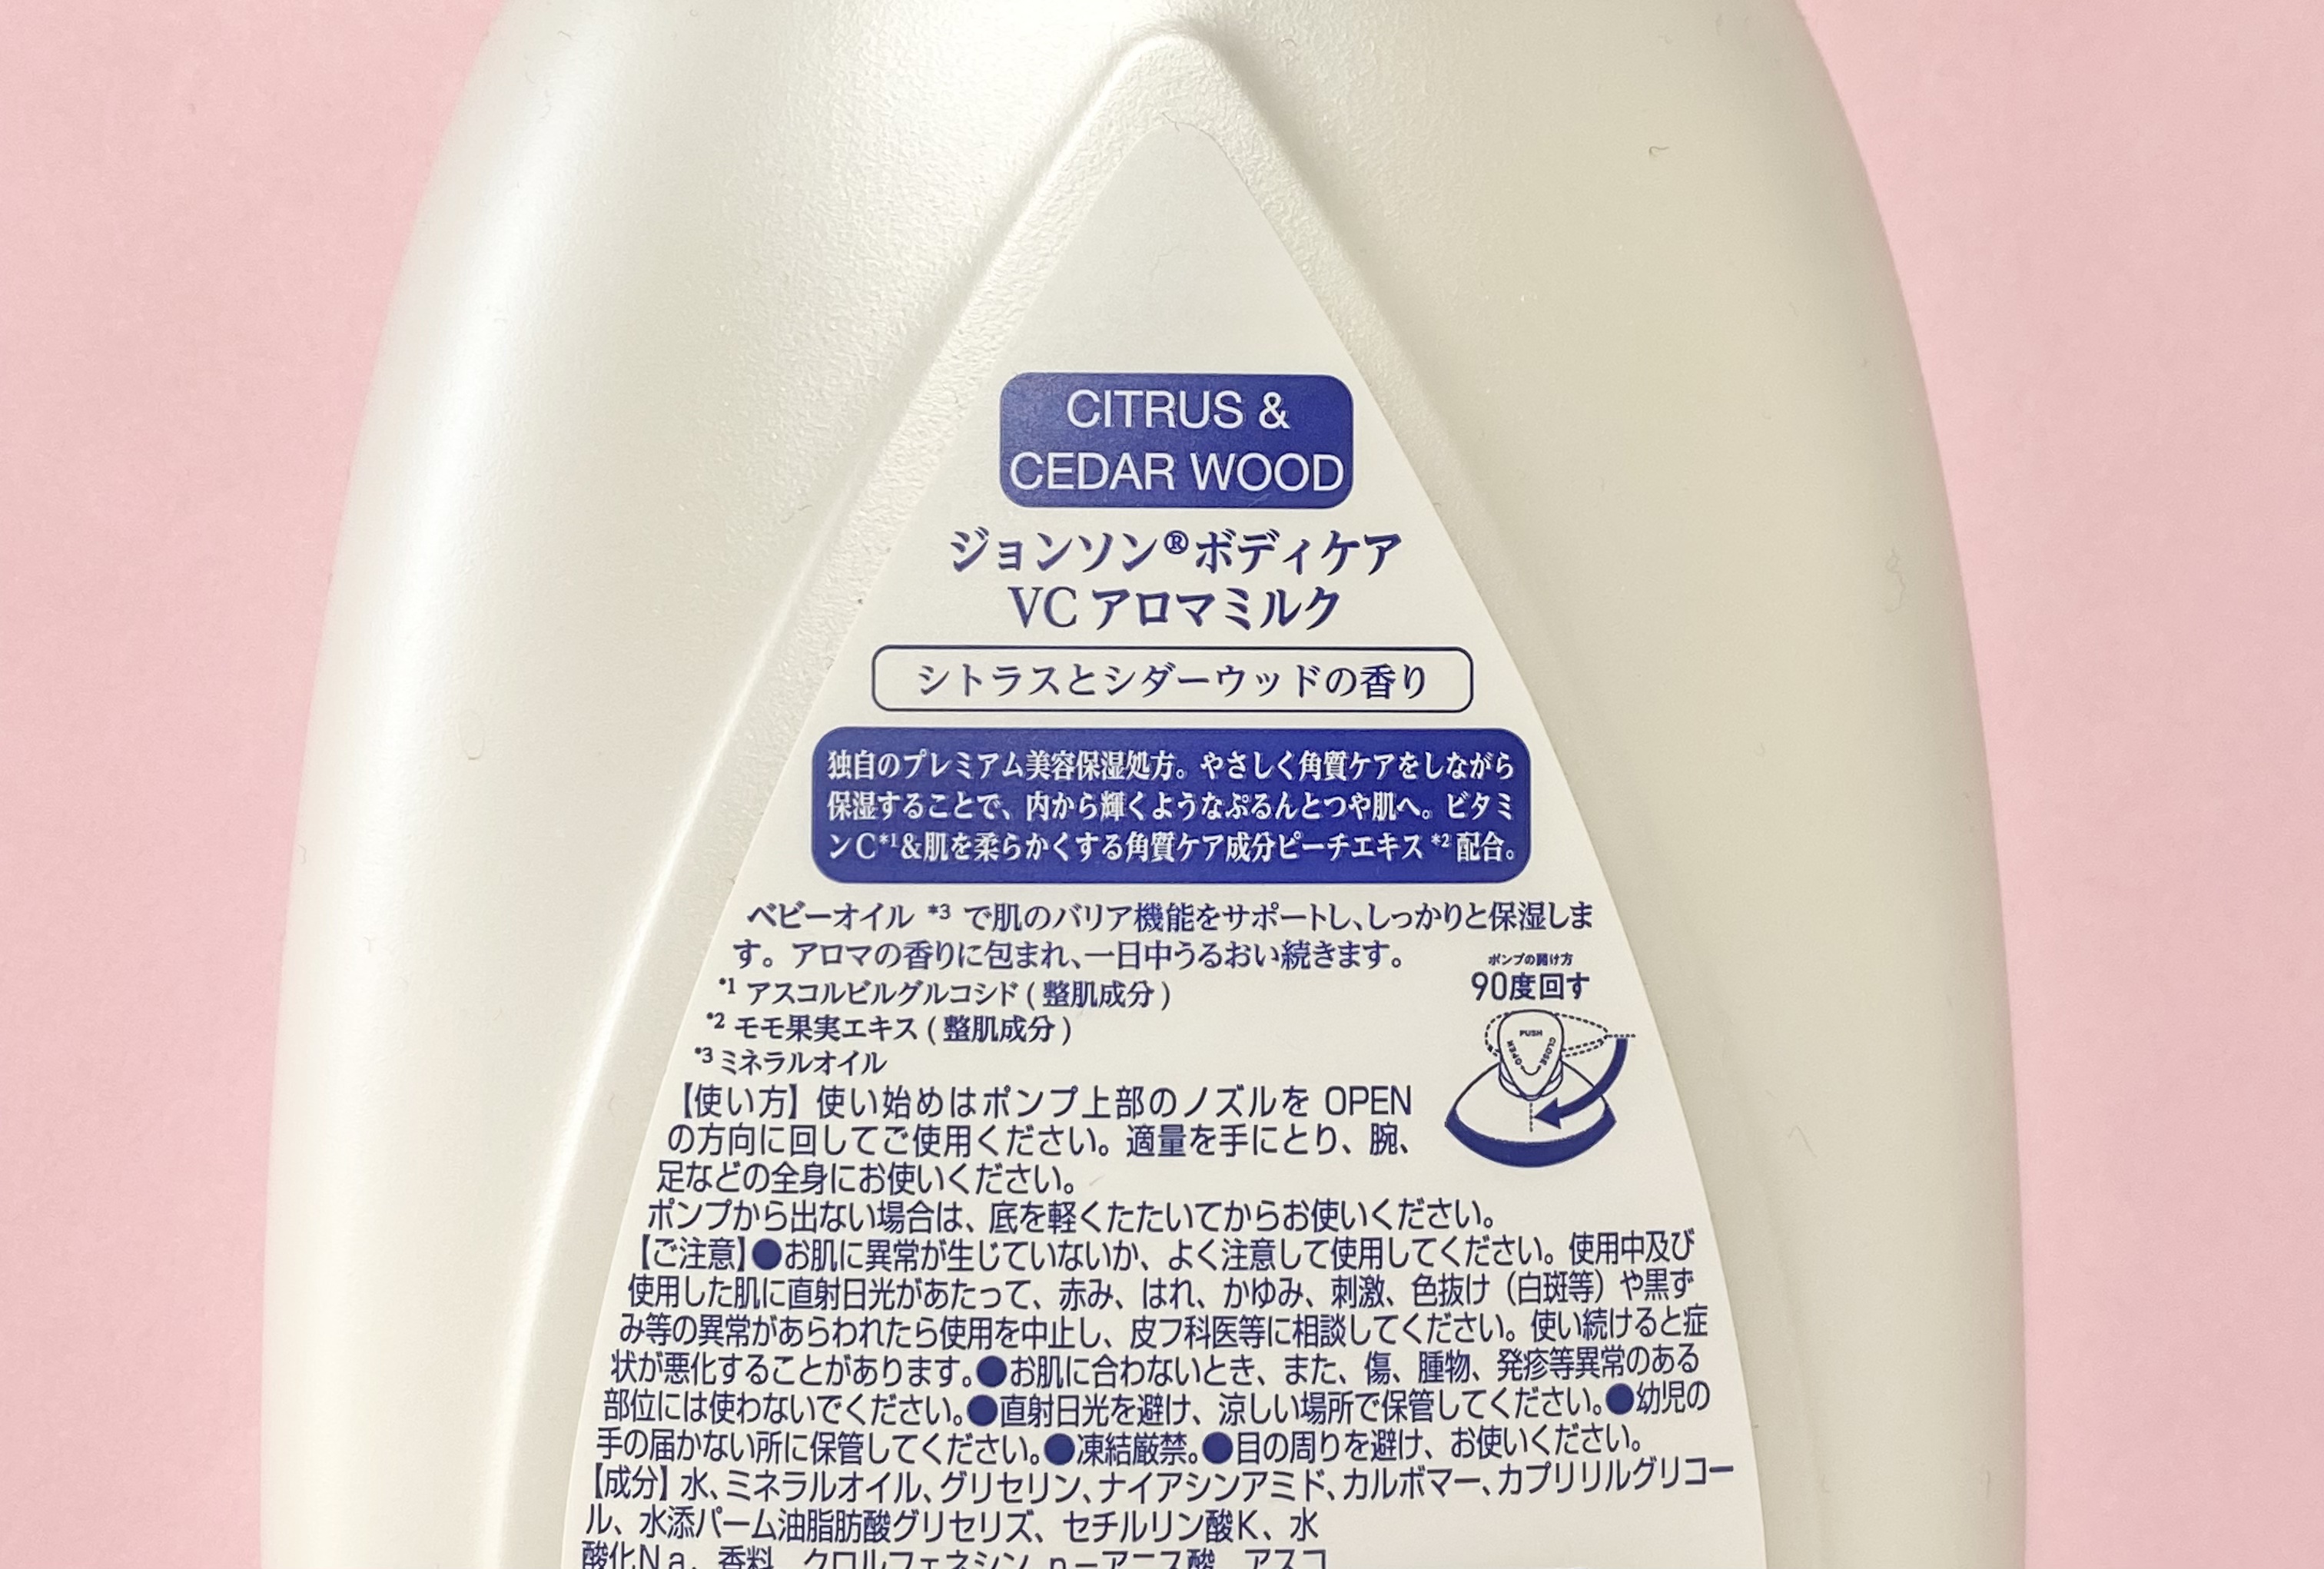 CITRUS &
CEDAR WOOD
ジョンソン®ボディケア
VC アロマミルク
シトラスとシダーウッドの香り
独自のプレミアム美容保湿処方。やさしく角質ケアをしながら
保湿することで、内から輝くようなぷるんとつや肌へ。ビタミ
ンC*1&肌を柔らかくする角質ケア成分ピーチエキス*2配合。
ベビーオイル *3 で肌のバリア機能をサポートし、しっかりと保湿しま
す。アロマの香りに包まれ、一日中うるおい続きます。
*1 アスコルビルグルコシド ( 整肌成分 )
*2 モモ果実エキス ( 整肌成分 )
*3 ミネラルオイル
ポンプの開け方
90度回す
PUSH
OPEN
CLOSE
【使い方】使い始めはポンプ上部のノズルを OPEN
の方向に回してご使用ください。適量を手にとり、腕、
足などの全身にお使いください。
ポンプから出ない場合は、底を軽くたたいてからお使いください。
【ご注意】●お肌に異常が生じていないか、よく注意して使用してください。使用中及び
使用した肌に直射日光があたって、赤み、はれ、かゆみ、刺激、色抜け（白斑等）や黒ず
み等の異常があらわれたら使用を中止し、皮フ科医等に相談してください。使い続けると症
状が悪化することがあります。●お肌に合わないとき、また、傷、腫物、発疹等異常のある
部位には使わないでください。●直射日光を避け、涼しい場所で保管してください。●幼児の
手の届かない所に保管してください。●凍結厳禁。●目の周りを避け、お使いください。
【成分】水、ミネラルオイル、グリセリン、ナイアシンアミド、カルボマー、カプリリルグリコー
ル、水添パーム油脂肪酸グリセリズ、セチルリン酸K、水
酸化Na、香料、クロルフェネシン、p－アニス酸、アスコ